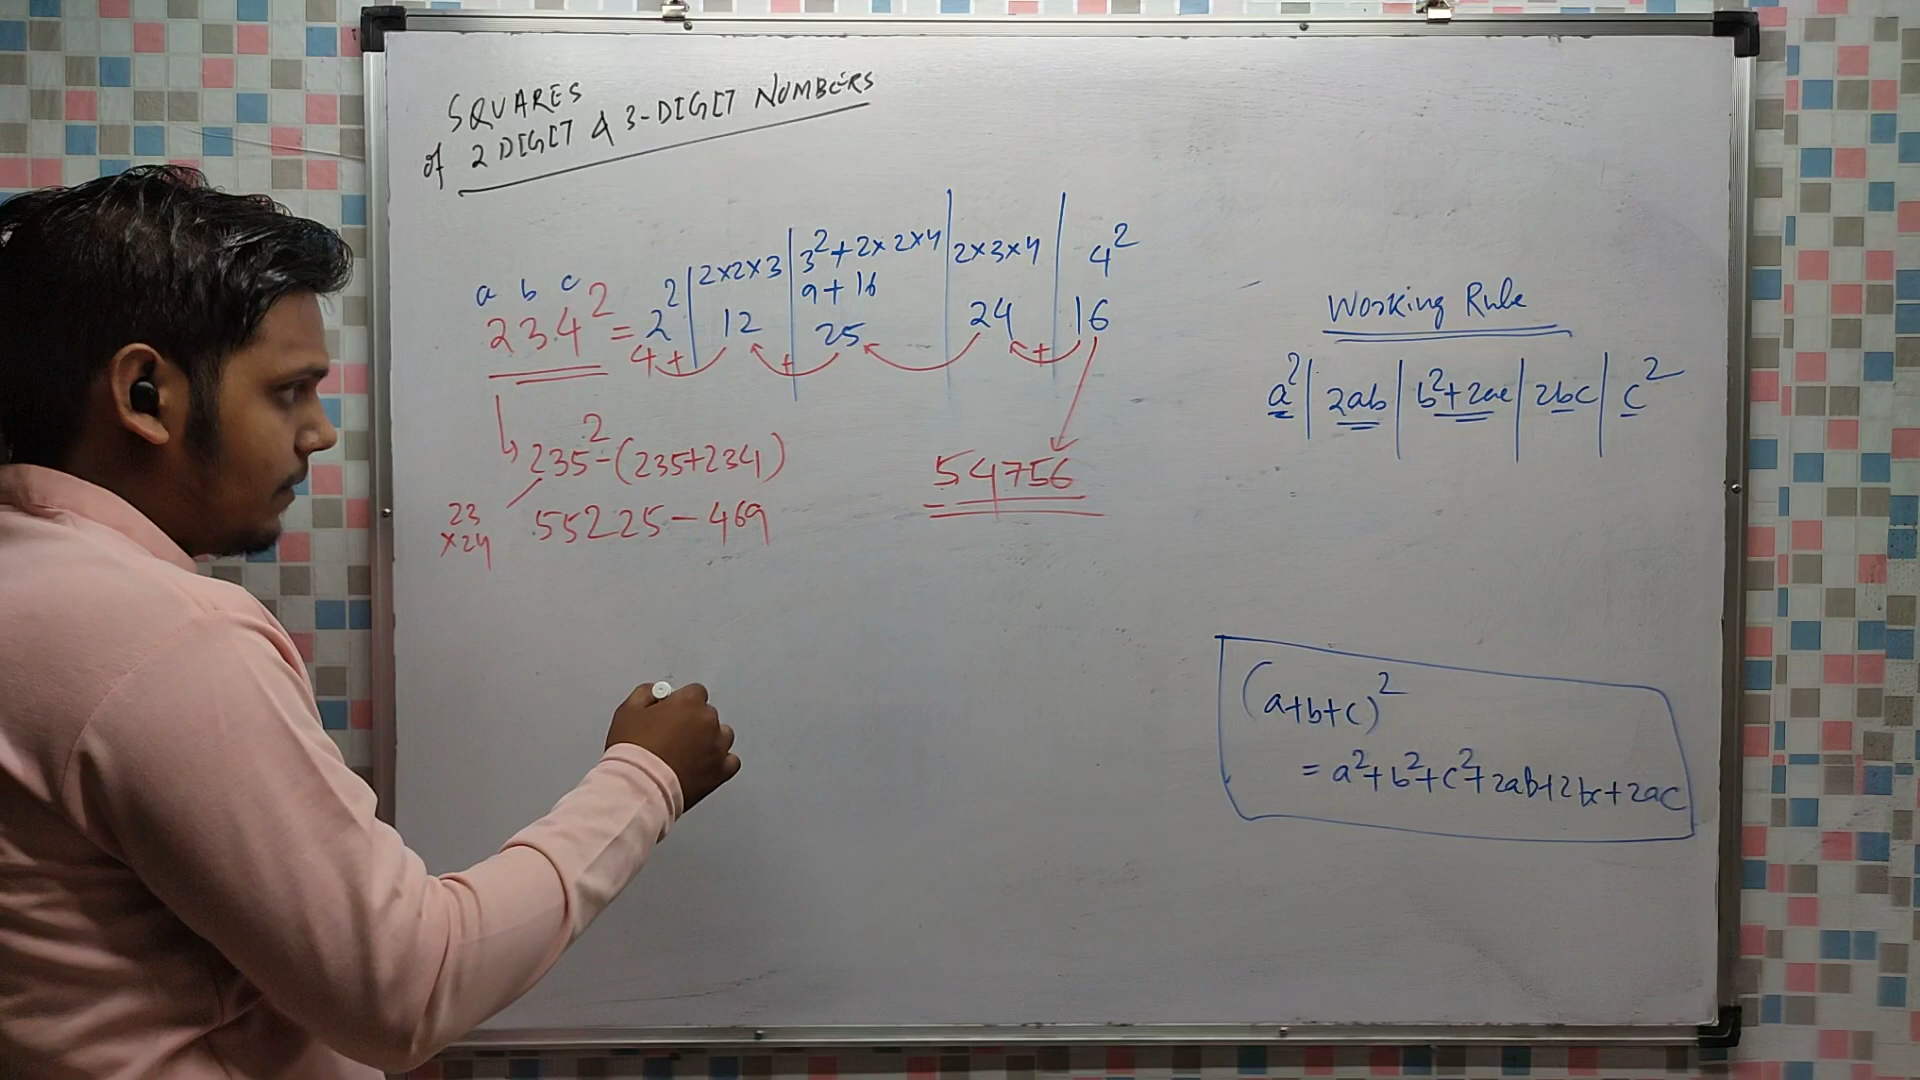 SQUARES
of 2 DIGIT & 3-DIGIT NUMBERS
a b c
234² = 2² | 2×2×3 | 3²+2×2×4 | 2×3×4 | 4²
9+16
4 + 12 + 25 24 + 16
235² - (235+234)
23
×24
55225 - 469
54756
Working Rule
a² | 2ab | b²+2ac | 2bc | c²
(a+b+c)²
= a²+b²+c²+2ab+2bc+2ac